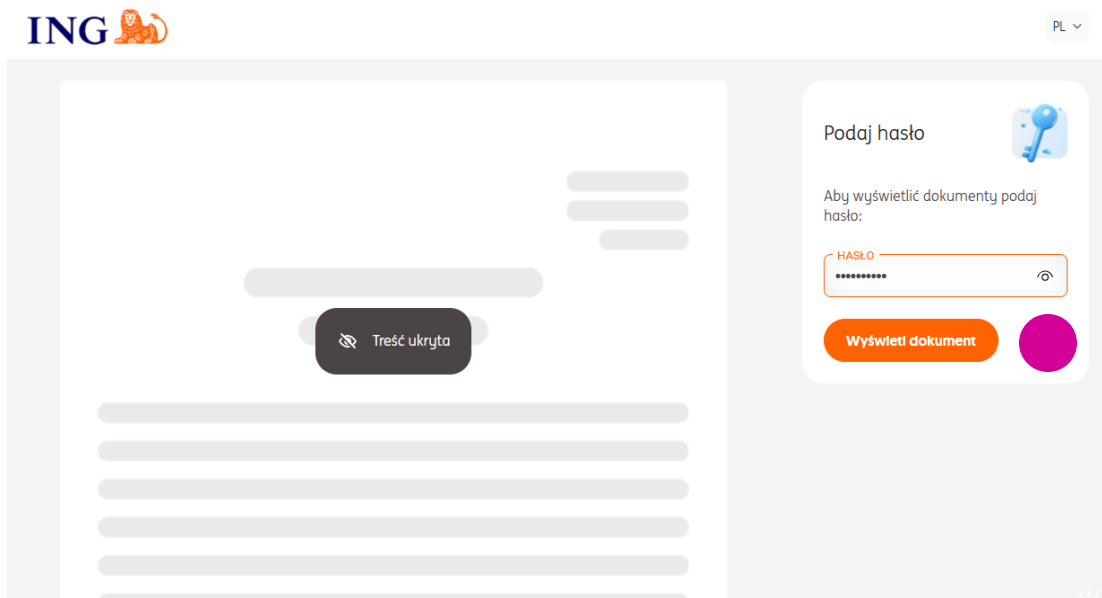 ING
PL
Podaj hasło
Aby wyświetlić dokumenty podaj
hasło:
HASŁO
••••••••••
Wyświetl dokument
Treść ukryta